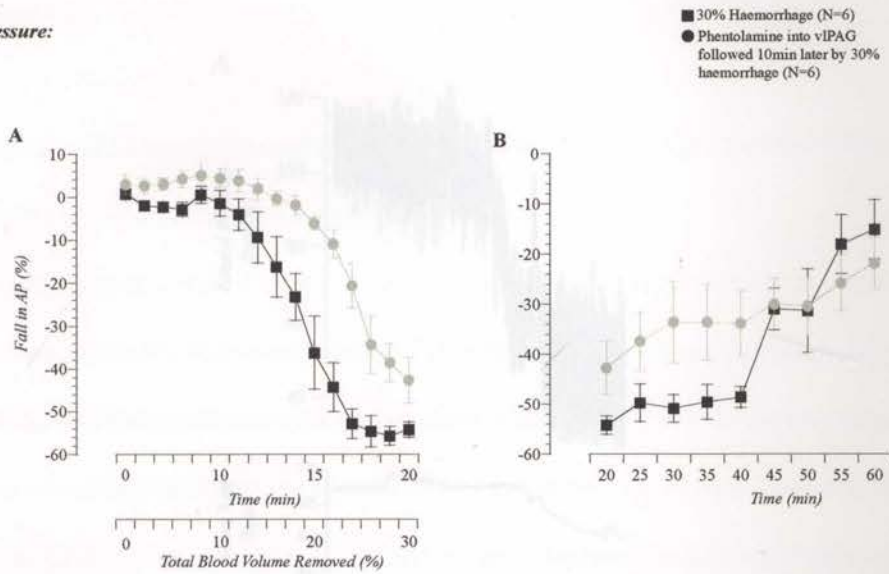 ssure:
30% Haemorrhage (N=6)
Phentolamine into vlPAG
followed 10min later by 30%
haemorrhage (N=6)
A
B
Fall in AP (%)
10
0
-10
-20
-30
-40
-50
-60
0 10 15 20
Time (min)
0 10 20 30
Total Blood Volume Removed (%)
0
-10
-20
-30
-40
-50
-60
20 25 30 35 40 45 50 55 60
Time (min)